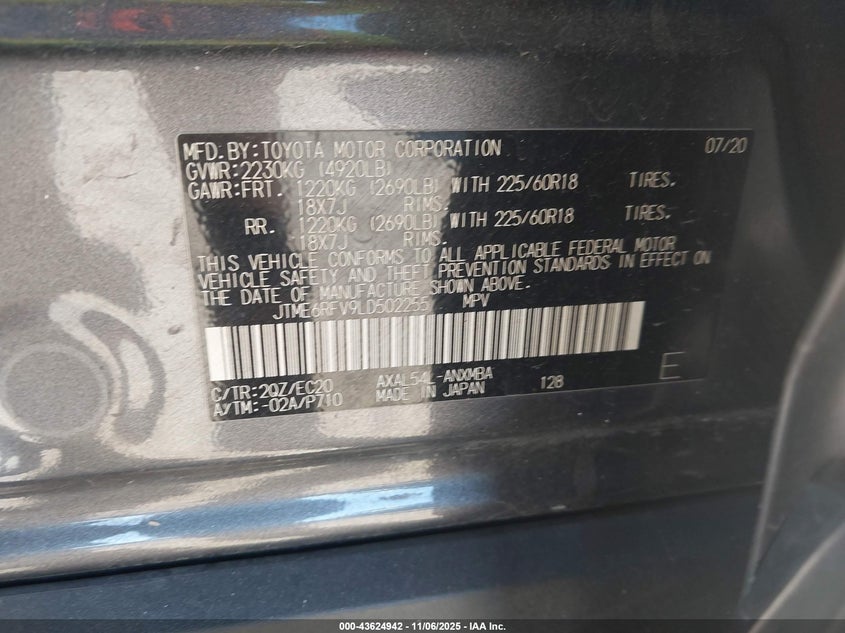 MFD.BY:TOYOTA MOTOR CORPORATION 07/20
GVWR:2230KG (4920LB)
GAWR:FRT. 1220KG (2690LB) WITH 225/60R18 TIRES.
18X7J RIMS.
RR. 1220KG (2690LB) WITH 225/60R18 TIRES.
18X7J RIMS.
THIS VEHICLE CONFORMS TO ALL APPLICABLE FEDERAL MOTOR
VEHICLE SAFETY AND THEFT PREVENTION STANDARDS IN EFFECT ON
THE DATE OF MANUFACTURE SHOWN ABOVE.
JTME6RFV9LD502255 MPV
C/TR:2QZ/EC20 AXAL54L-ANXMBA 128 E
A/TM:-02A/P710 MADE IN JAPAN
000-43624942 - 11/06/2025 - IAA Inc.